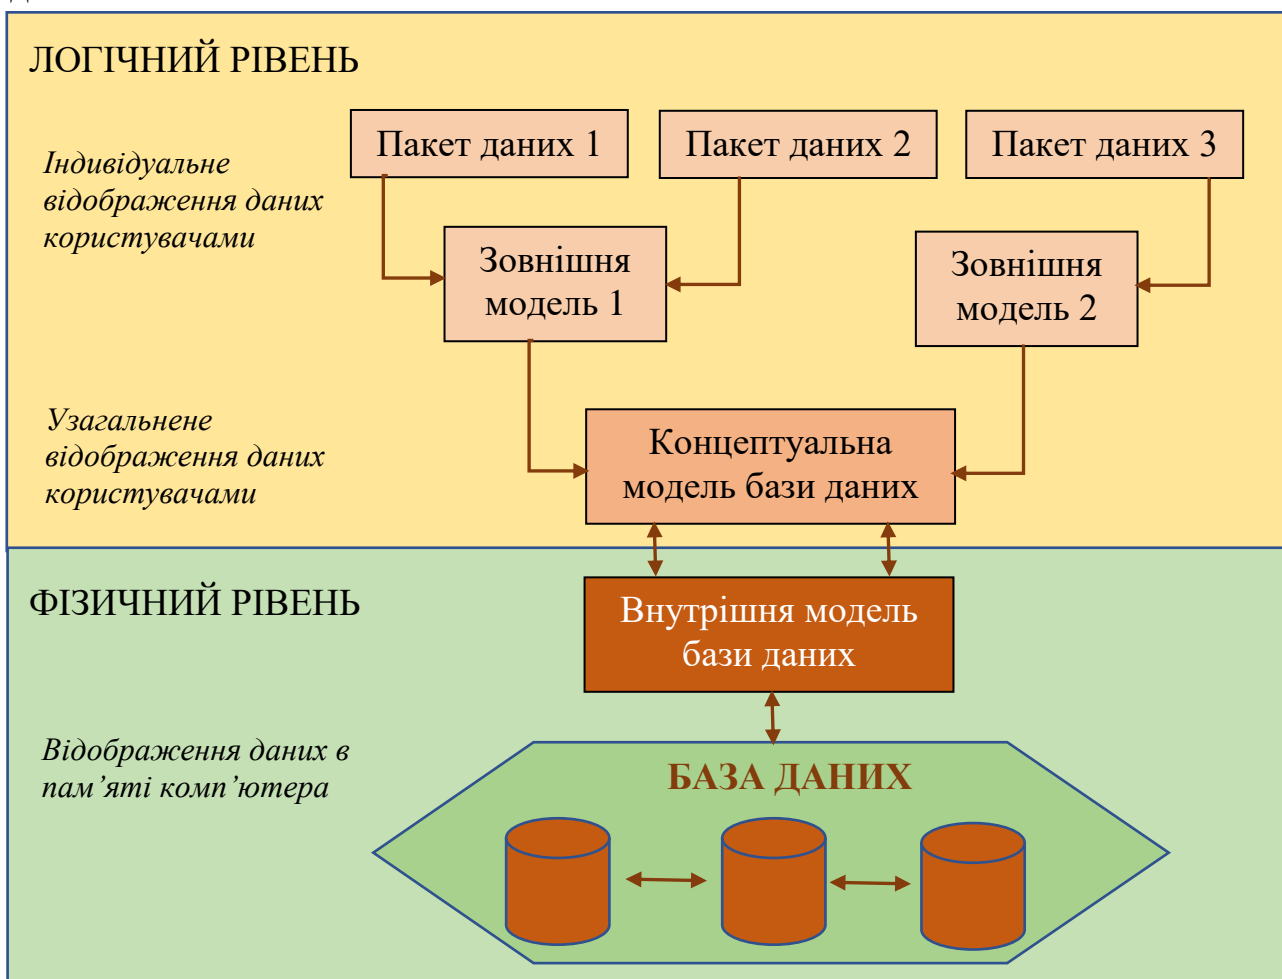 ЛОГІЧНИЙ РІВЕНЬ
Пакет даних 1
Пакет даних 2
Пакет даних 3
Індивідуальне
відображення даних
користувачами
Зовнішня
модель 1
Зовнішня
модель 2
Узагальнене
відображення даних
користувачами
Концептуальна
модель бази даних
ФІЗИЧНИЙ РІВЕНЬ
Внутрішня модель
бази даних
Відображення даних в
пам’яті комп’ютера
БАЗА ДАНИХ